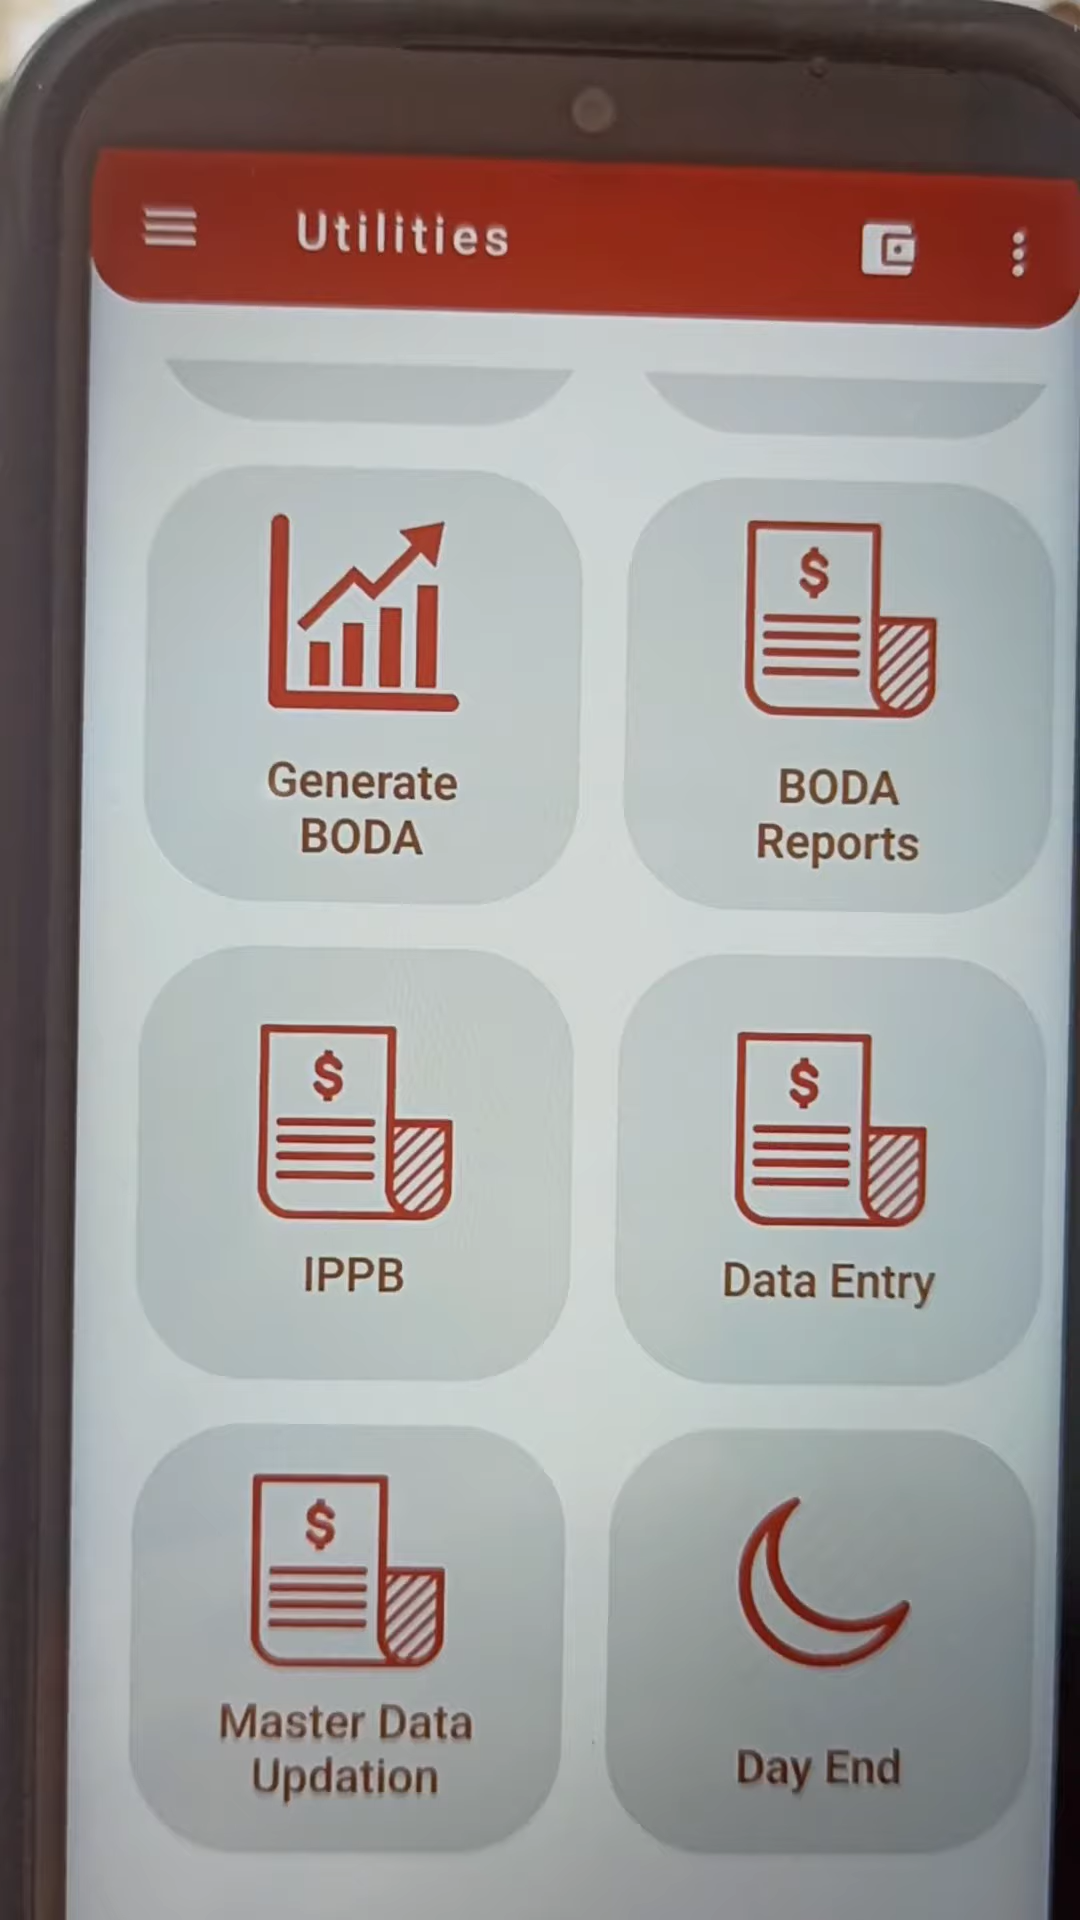 Utilities
Generate
BODA
BODA
Reports
IPPB
Data Entry
Master Data
Updation
Day End